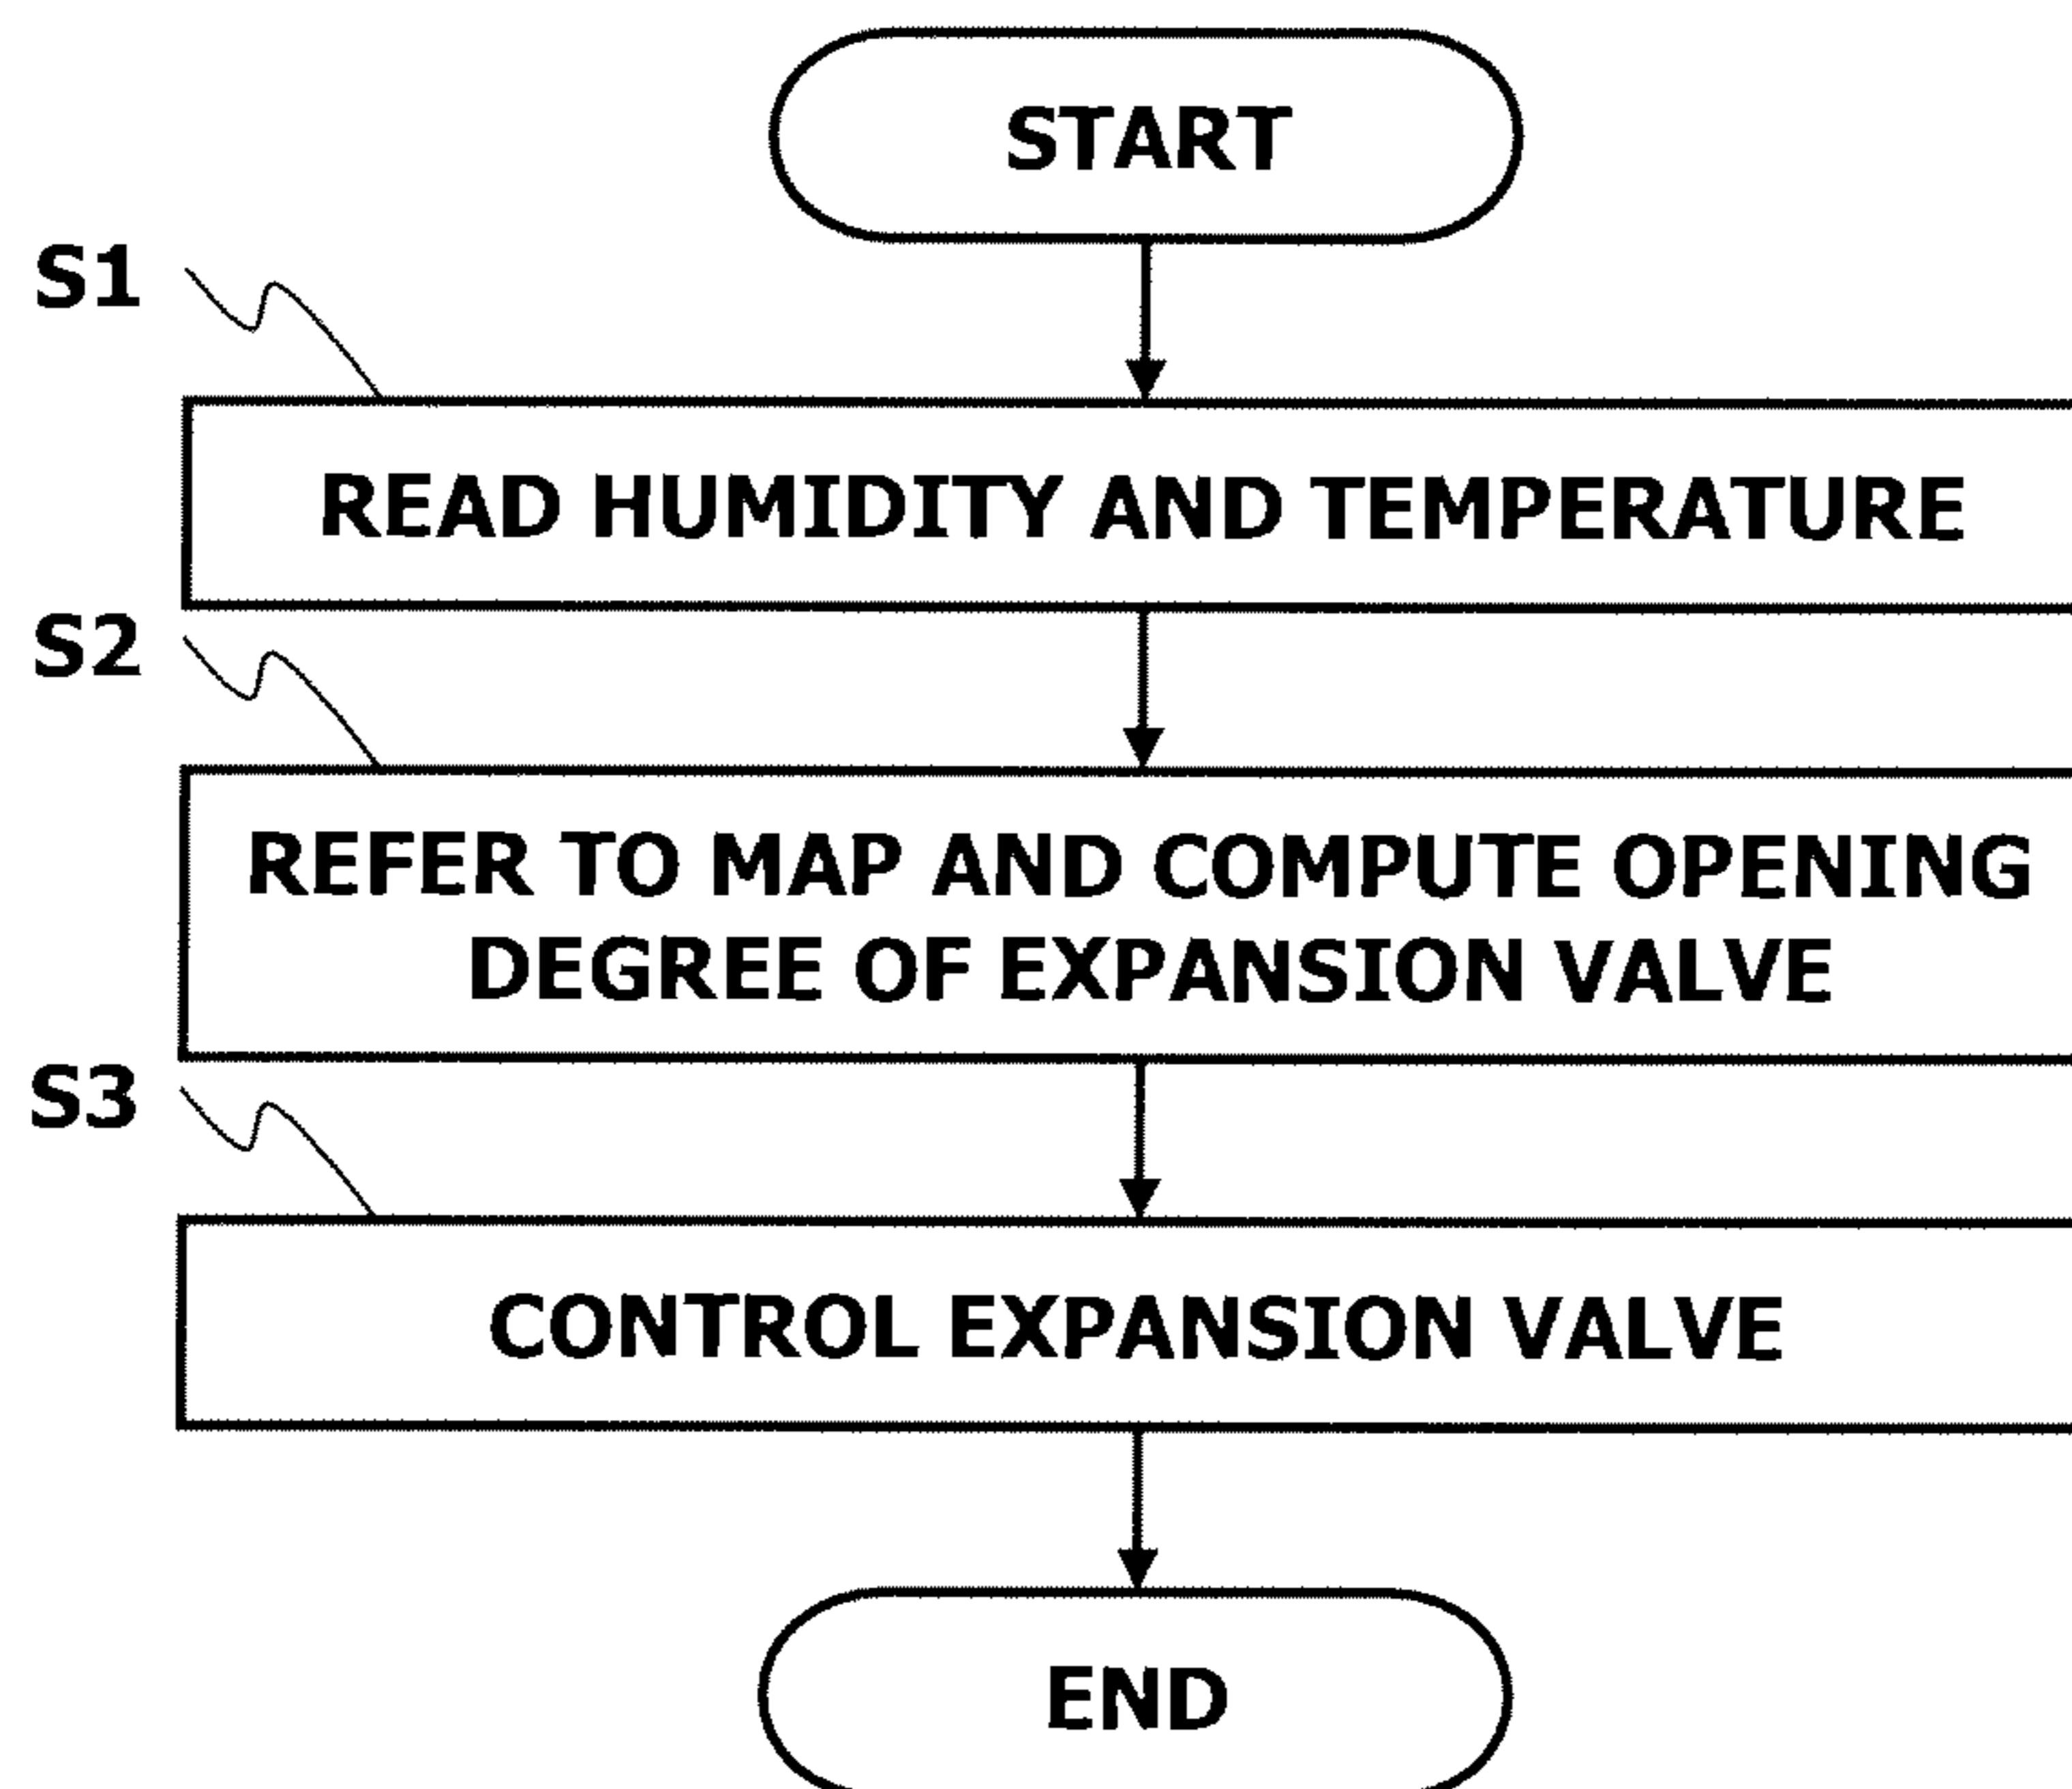 START
S1
READ HUMIDITY AND TEMPERATURE
S2
REFER TO MAP AND COMPUTE OPENING
DEGREE OF EXPANSION VALVE
S3
CONTROL EXPANSION VALVE
END